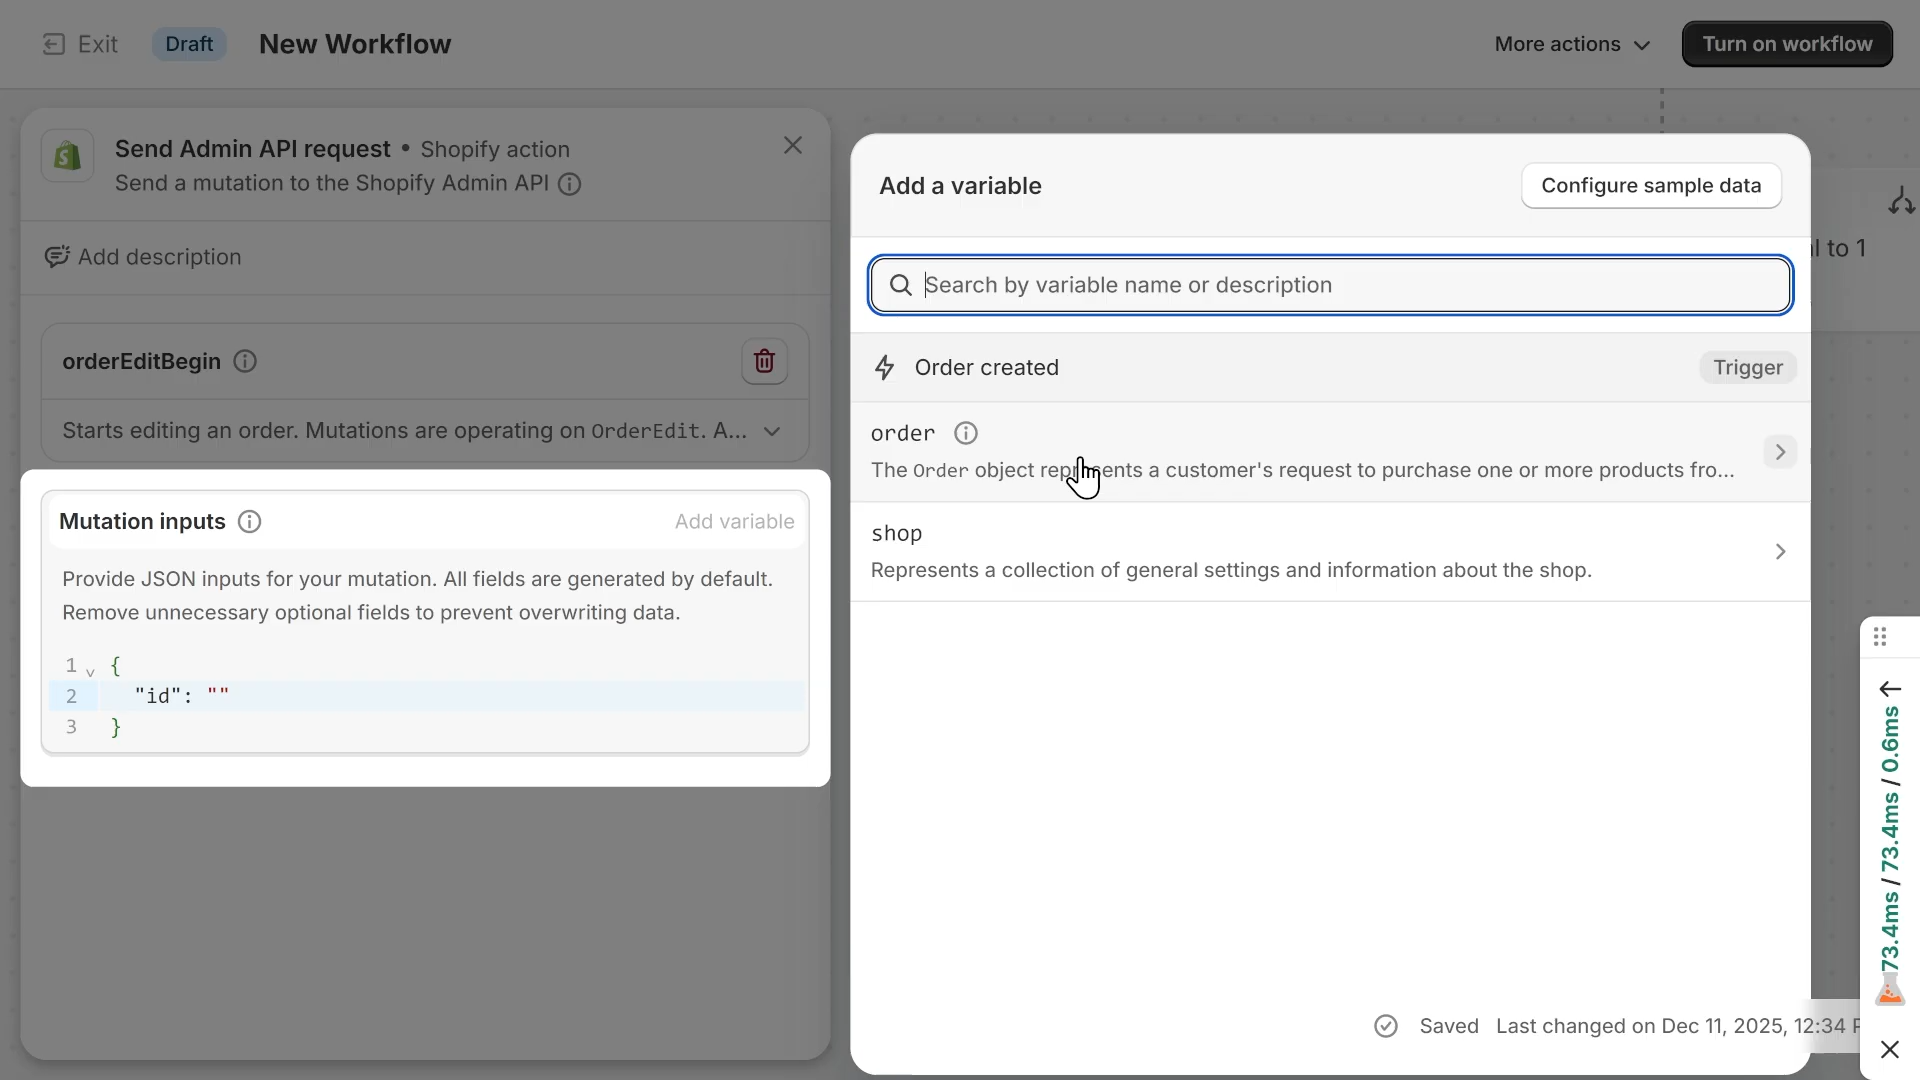 Exit Draft New Workflow More actions Turn on workflow
Send Admin API request • Shopify action
Send a mutation to the Shopify Admin API
Add description
orderEditBegin
Starts editing an order. Mutations are operating on OrderEdit. A...
Mutation inputs Add variable
Provide JSON inputs for your mutation. All fields are generated by default.
Remove unnecessary optional fields to prevent overwriting data.
1 {
2 "id": ""
3 }
Add a variable Configure sample data
Search by variable name or description
Order created Trigger
order
The Order object represents a customer's request to purchase one or more products fro...
shop
Represents a collection of general settings and information about the shop.
Saved Last changed on Dec 11, 2025, 12:34
to 1
73.4ms / 73.4ms / 0.6ms